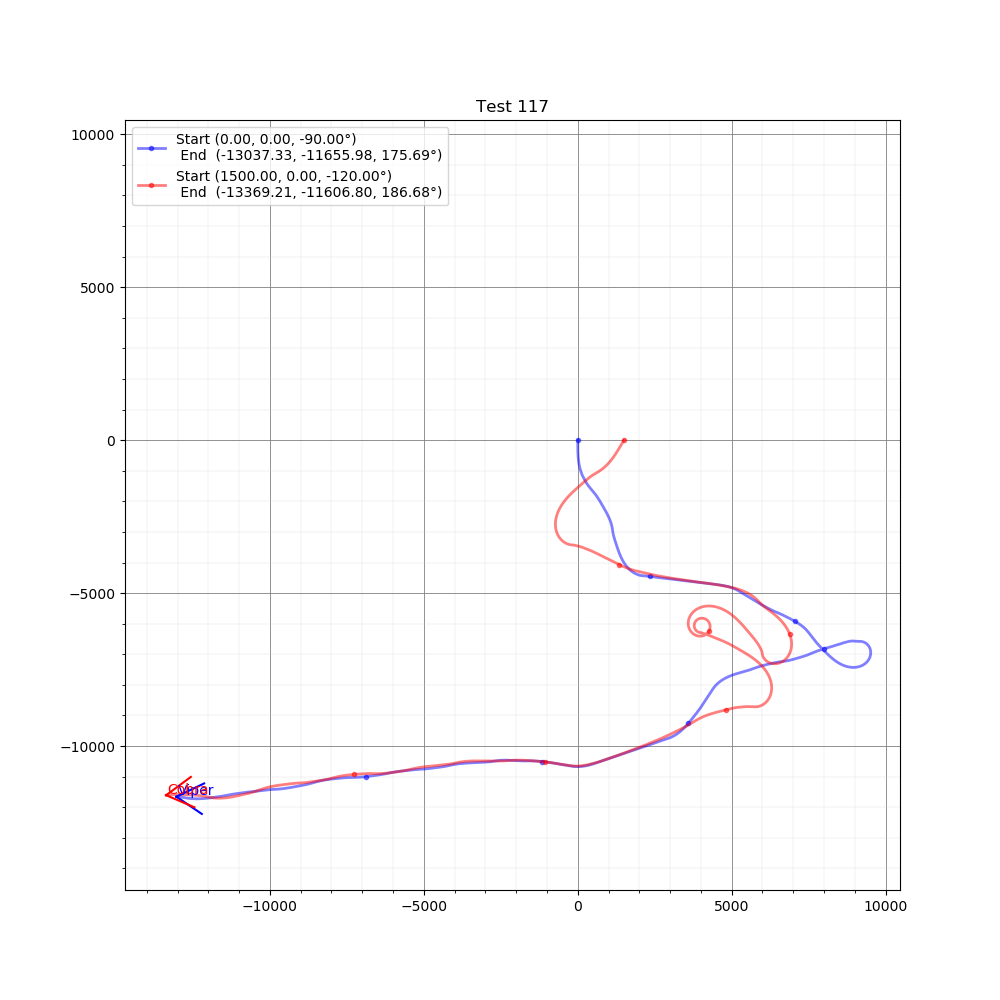 Test 117
Start (0.00, 0.00, -90.00°)
End (-13037.33, -11655.98, 175.69°)
Start (1500.00, 0.00, -120.00°)
End (-13369.21, -11606.80, 186.68°)
10000
5000
0
−5000
−10000
Viper
−10000 −5000 0 5000 10000